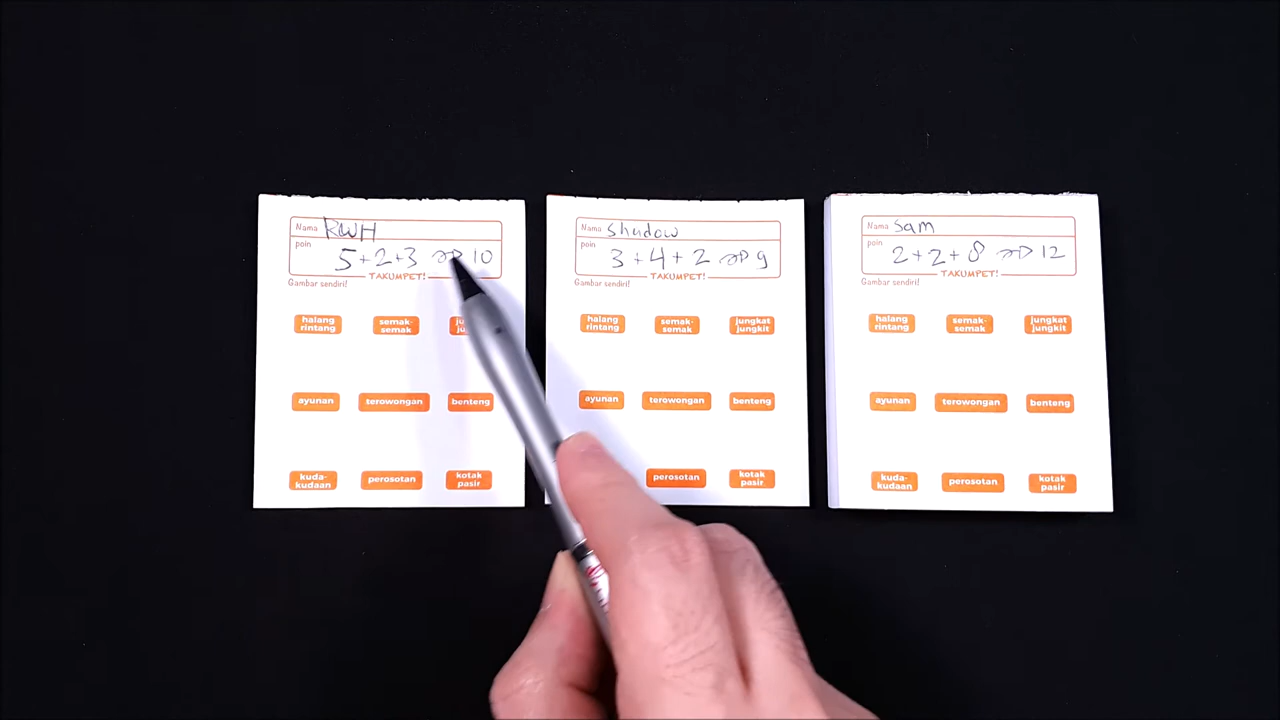 Nama RWH
poin 5+2+3 ⇒ 10
TAKUMPET!
Gambar sendiri!
halang rintang
semak-semak
ayunan
terowongan
benteng
kuda-kudaan
perosotan
kotak pasir
Nama Shadow
poin 3+4+2 ⇒ 9
TAKUMPET!
Gambar sendiri!
halang rintang
semak-semak
jungkat jungkit
ayunan
terowongan
benteng
perosotan
kotak pasir
Nama Sam
poin 2+2+8 ⇒ 12
TAKUMPET!
Gambar sendiri!
halang rintang
semak-semak
jungkat jungkit
ayunan
terowongan
benteng
kuda-kudaan
perosotan
kotak pasir